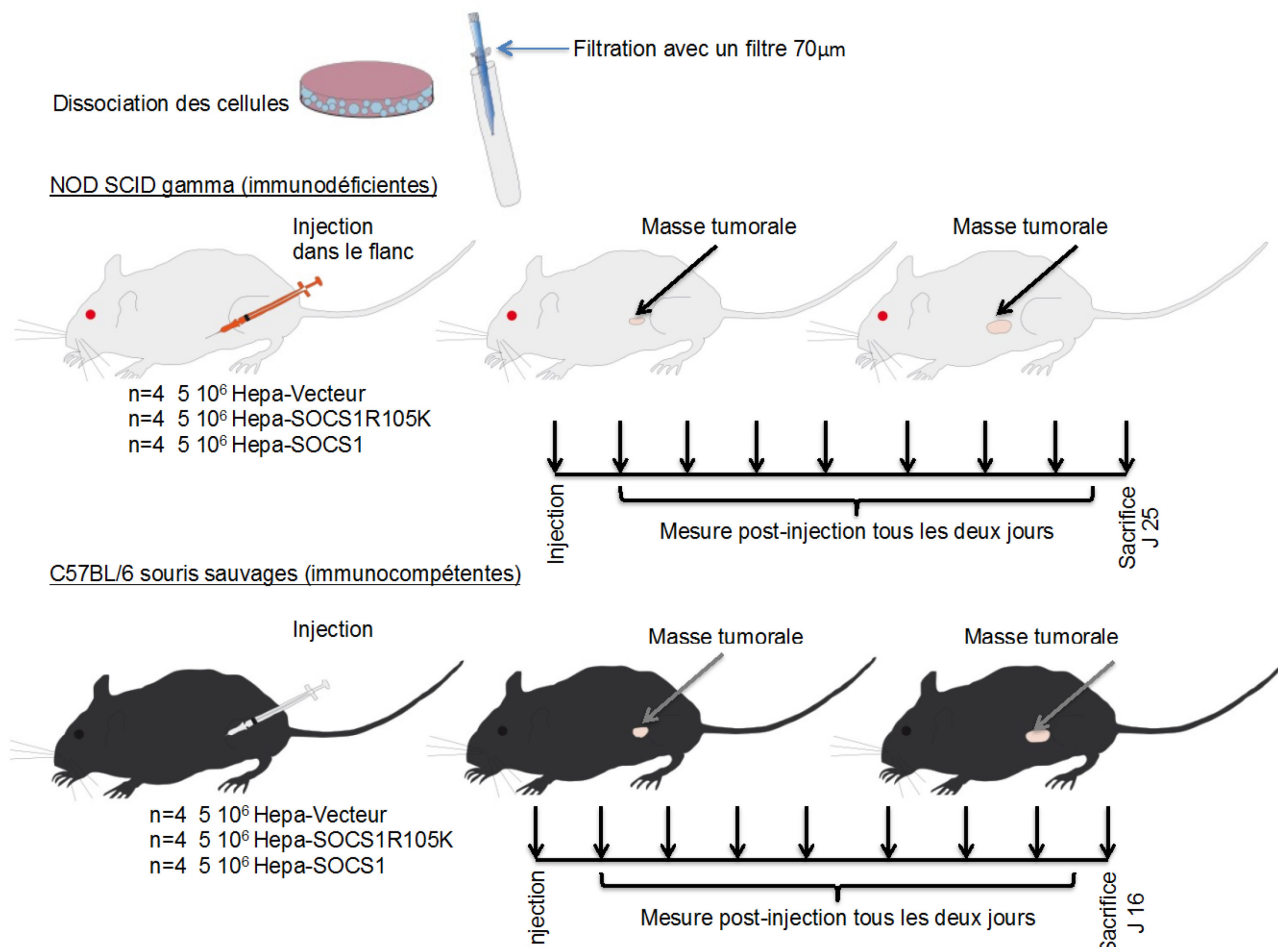 Filtration avec un filtre 70µm
Dissociation des cellules
NOD SCID gamma (immunodéficientes)
Injection
dans le flanc
Masse tumorale
Masse tumorale
n=4 5 10⁶ Hepa-Vecteur
n=4 5 10⁶ Hepa-SOCS1R105K
n=4 5 10⁶ Hepa-SOCS1
Injection
Mesure post-injection tous les deux jours
Sacrifice
J 25
C57BL/6 souris sauvages (immunocompétentes)
Injection
Masse tumorale
Masse tumorale
n=4 5 10⁶ Hepa-Vecteur
n=4 5 10⁶ Hepa-SOCS1R105K
n=4 5 10⁶ Hepa-SOCS1
njection
Mesure post-injection tous les deux jours
Sacrifice
J 16